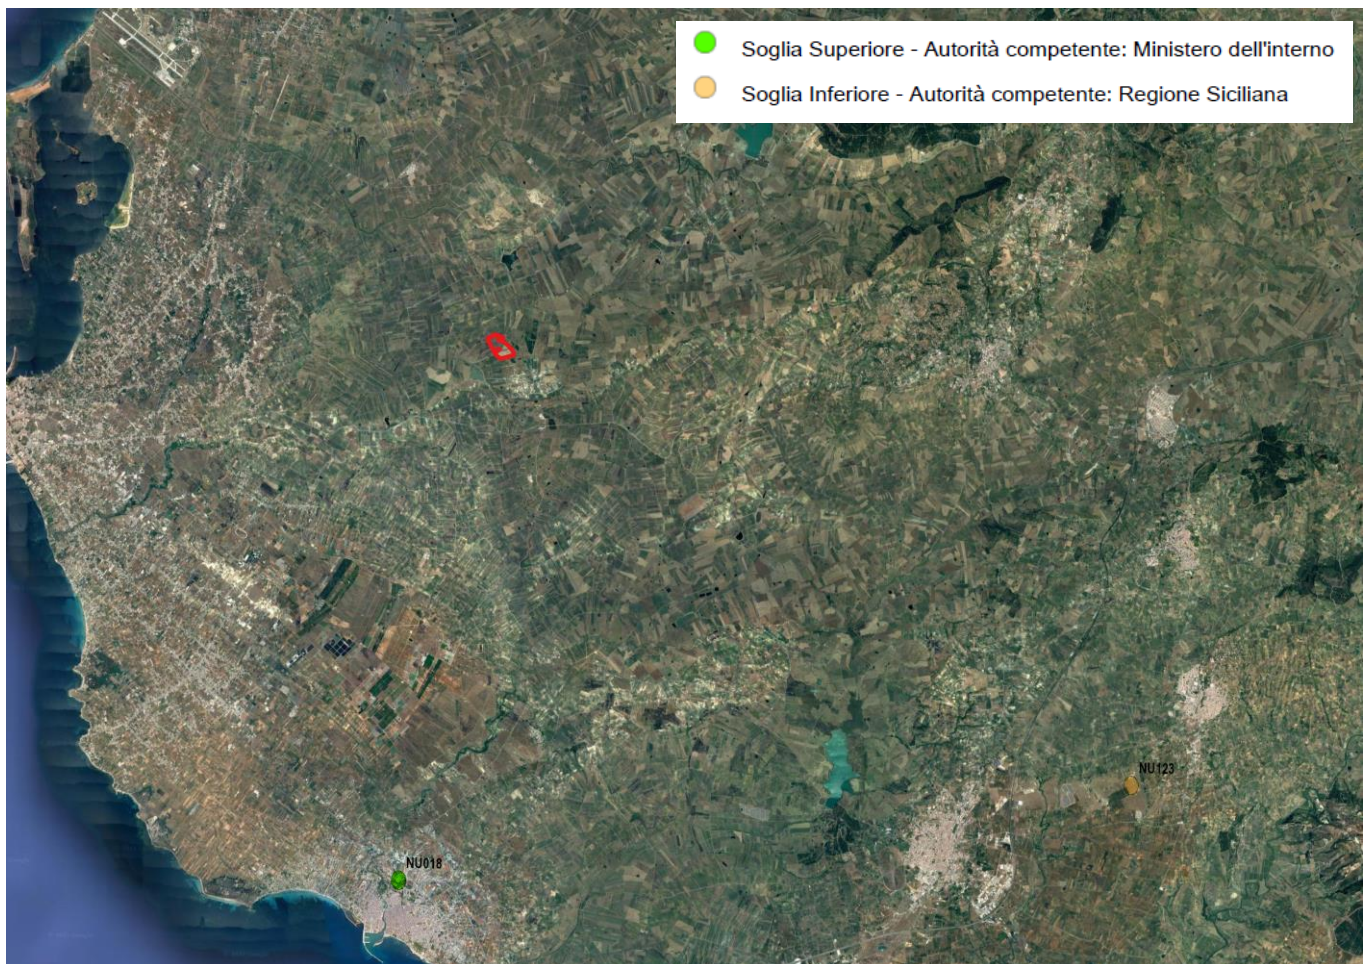 Soglia Superiore - Autorità competente: Ministero dell'interno
Soglia Inferiore - Autorità competente: Regione Siciliana
NU123
NU018